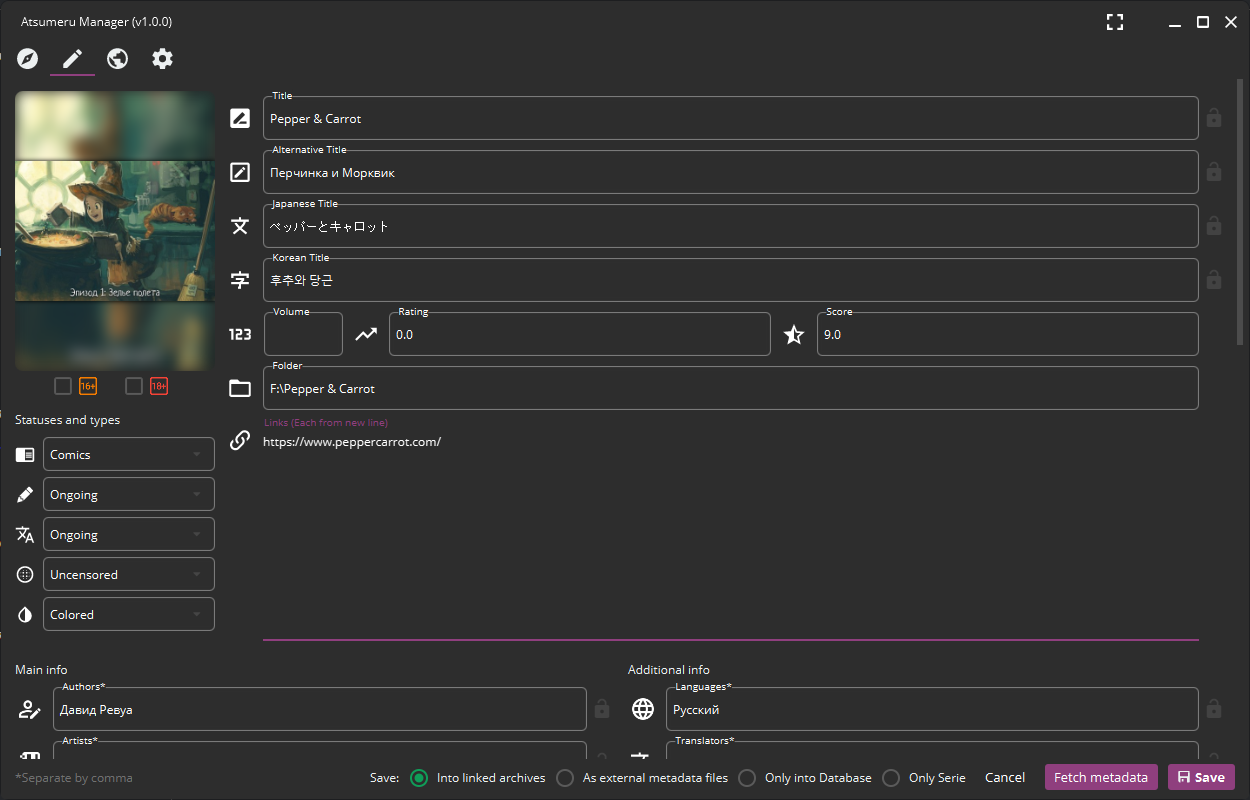 Atsumeru Manager (v1.0.0)
Title
Pepper & Carrot
Alternative Title
Перчинка и Морквик
Japanese Title
ペッパーとキャロット
Korean Title
후추와 당근
123
Volume
Rating
0.0
Score
9.0
Folder
F:\Pepper & Carrot
Links (Each from new line)
https://www.peppercarrot.com/
Эпизод 1: Зелье полета
16+
18+
Statuses and types
Comics
Ongoing
Ongoing
Uncensored
Colored
Main info
Authors*
Давид Ревуа
Artists*
Additional info
Languages*
Русский
Translators*
*Separate by comma
Save:
Into linked archives
As external metadata files
Only into Database
Only Serie
Cancel
Fetch metadata
Save